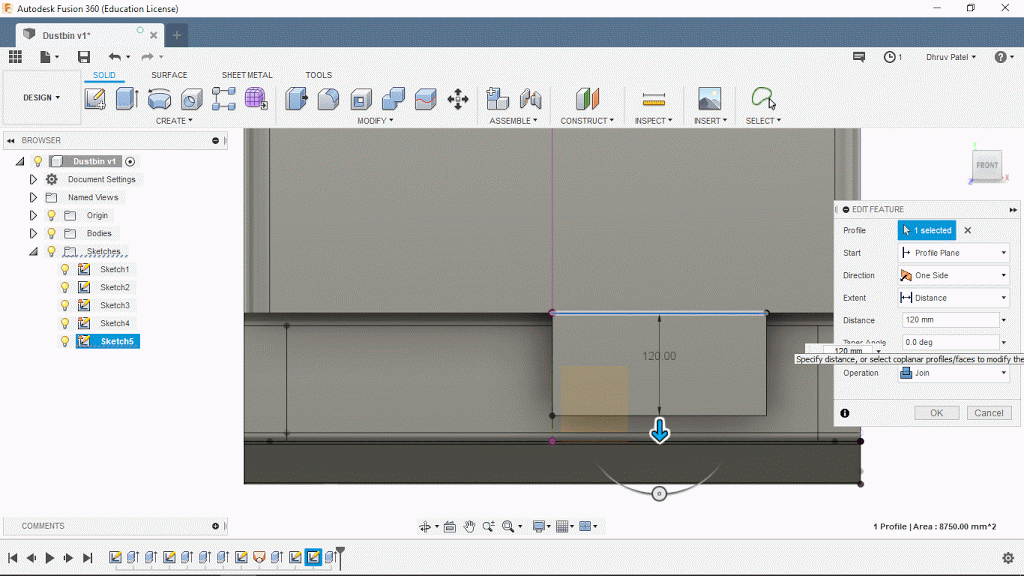 Autodesk Fusion 360 (Education License)
Dustbin v1*
1
Dhruv Patel
SOLID SURFACE SHEET METAL TOOLS
DESIGN
CREATE MODIFY ASSEMBLE CONSTRUCT INSPECT INSERT SELECT
BROWSER
Dustbin v1
Document Settings
Named Views
Origin
Bodies
Sketches
Sketch1
Sketch2
Sketch3
Sketch4
Sketch5
FRONT
EDIT FEATURE
Profile 1 selected
Start Profile Plane
Direction One Side
Extent Distance
Distance 120 mm
Taper Angle 0.0 deg
120 mm
Specify distance, or select coplanar profiles/faces to modify the
Operation Join
OK Cancel
120.00
COMMENTS
1 Profile | Area : 8750.00 mm^2